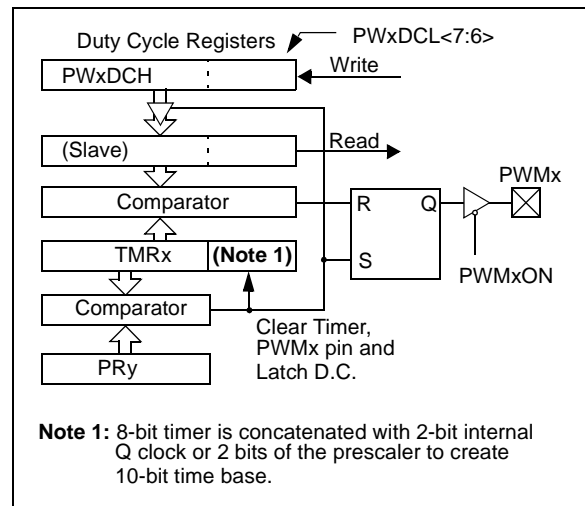 Duty Cycle Registers
PWxDCL<7:6>
PWxDCH
Write
(Slave)
Read
Comparator
PWMx
R
Q
TMRx
(Note 1)
S
PWMxON
Comparator
Clear Timer,
PWMx pin and
Latch D.C.
PRy
Note 1: 8-bit timer is concatenated with 2-bit internal
Q clock or 2 bits of the prescaler to create
10-bit time base.